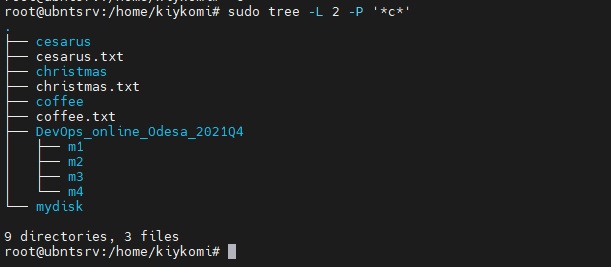 root@ubntsrv:/home/kiykomi# sudo tree -L 2 -P '*c*'
.
├── cesarus
├── cesarus.txt
├── christmas
├── christmas.txt
├── coffee
├── coffee.txt
├── DevOps_online_Odesa_2021Q4
│   ├── m1
│   ├── m2
│   ├── m3
│   └── m4
└── mydisk

9 directories, 3 files
root@ubntsrv:/home/kiykomi#